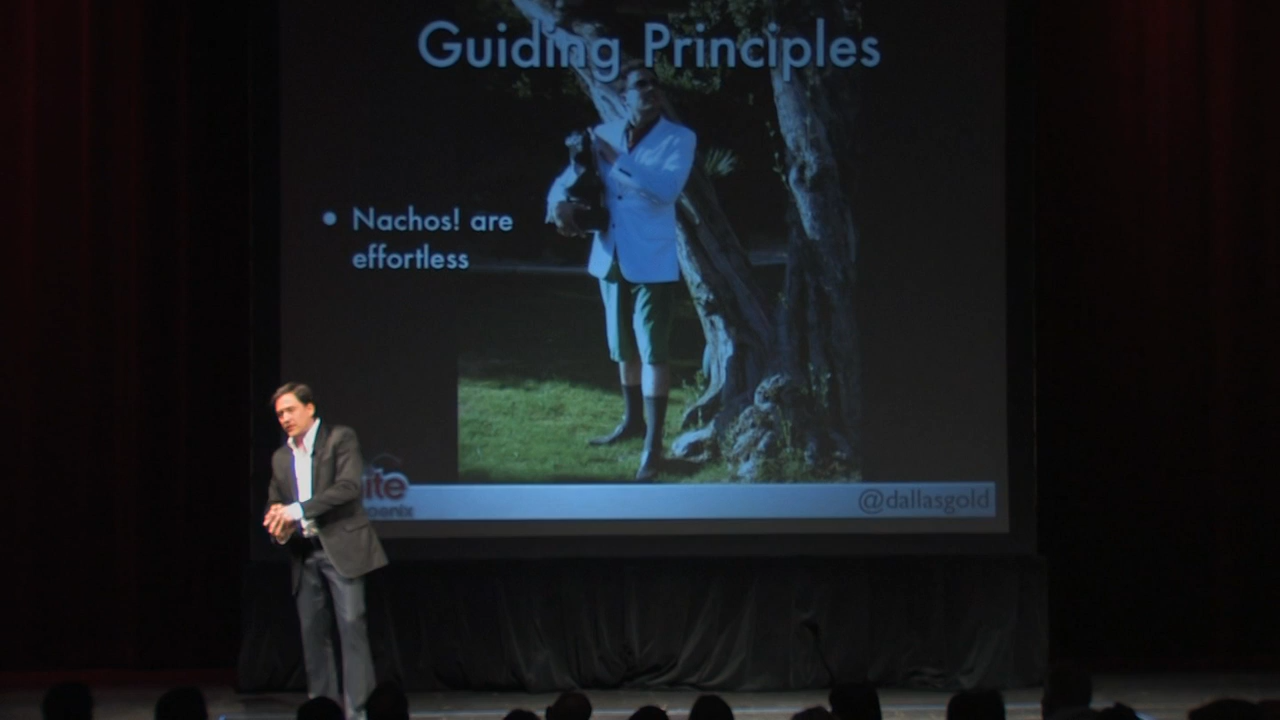 Guiding Principles
• Nachos! are
effortless
@dallasgold